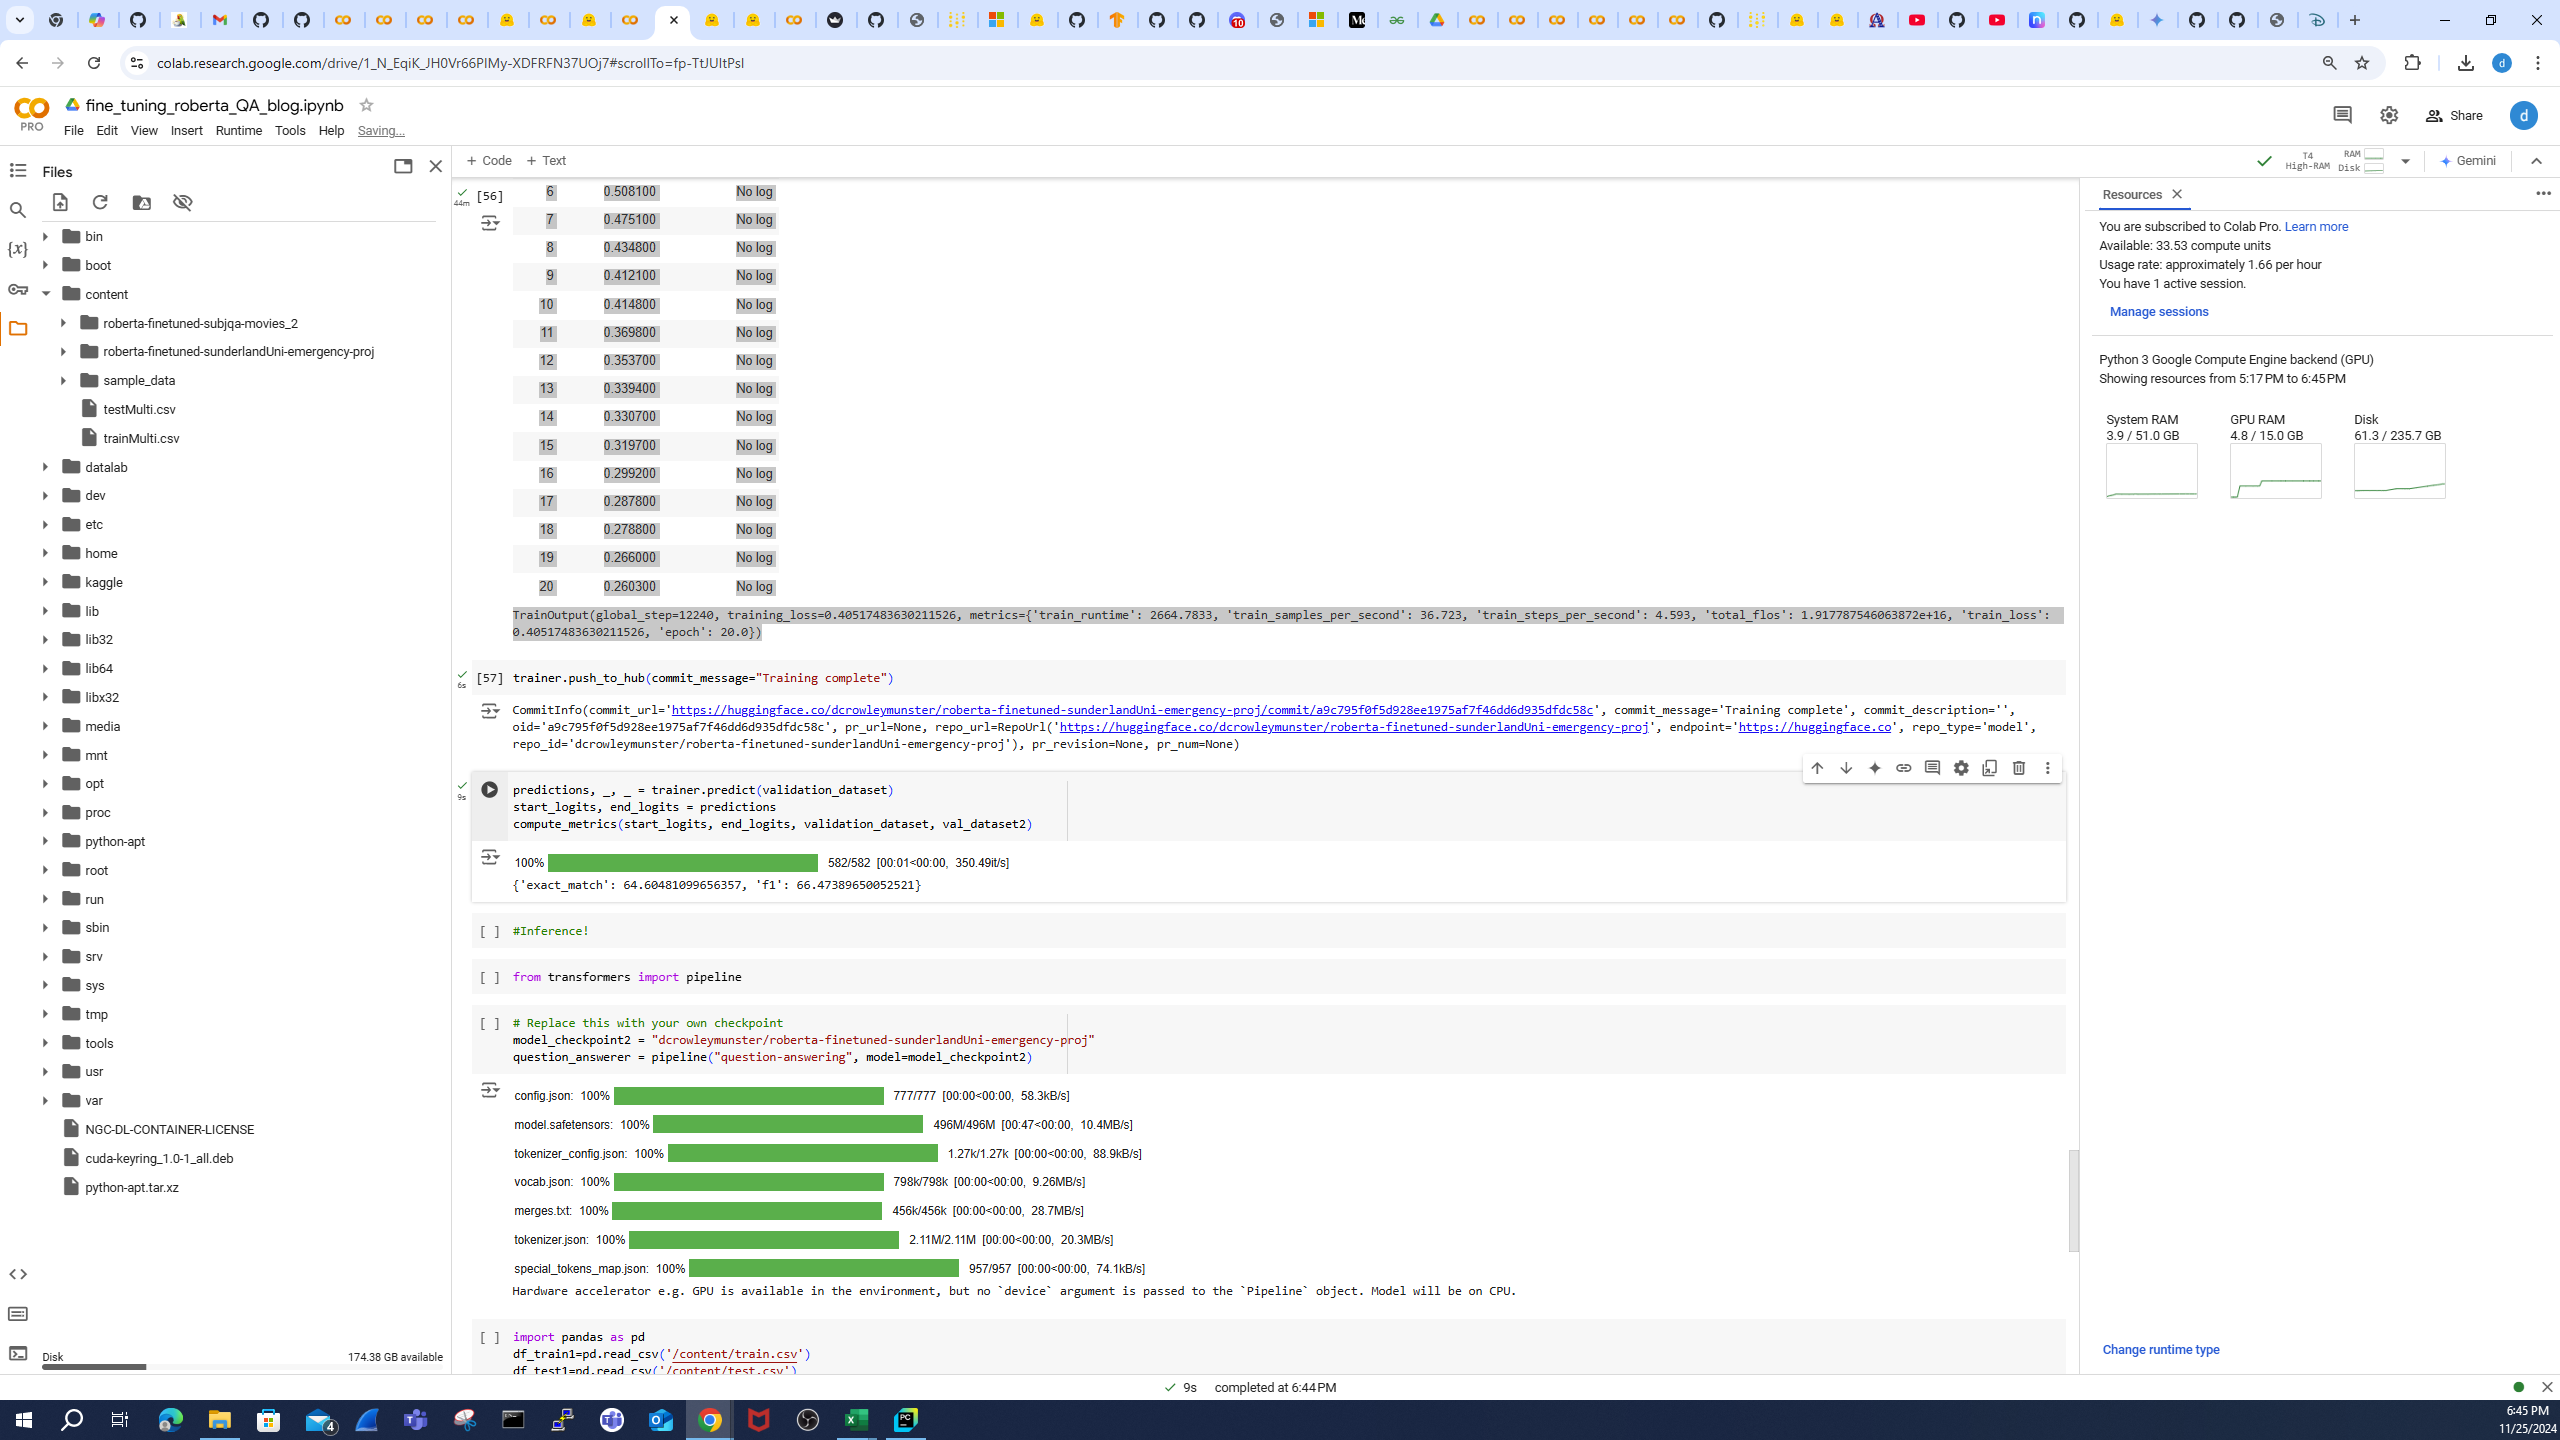 colab.research.google.com/drive/1_N_EqiK_JH0Vr66PIMy-XDFRFN37UOj7#scrollTo=fp-TtJUItPsI
fine_tuning_roberta_QA_blog.ipynb
PRO
File Edit View Insert Runtime Tools Help Saving...
Share
d
Files
+ Code + Text
T4 High-RAM RAM Disk
Gemini
bin
boot
content
roberta-finetuned-subjqa-movies_2
roberta-finetuned-sunderlandUni-emergency-proj
sample_data
testMulti.csv
trainMulti.csv
datalab
dev
etc
home
kaggle
lib
lib32
lib64
libx32
media
mnt
opt
proc
python-apt
root
run
sbin
srv
sys
tmp
tools
usr
var
NGC-DL-CONTAINER-LICENSE
cuda-keyring_1.0-1_all.deb
python-apt.tar.xz
Disk 174.38 GB available
44m [56]
6 0.508100 No log
7 0.475100 No log
8 0.434800 No log
9 0.412100 No log
10 0.414800 No log
11 0.369800 No log
12 0.353700 No log
13 0.339400 No log
14 0.330700 No log
15 0.319700 No log
16 0.299200 No log
17 0.287800 No log
18 0.278800 No log
19 0.266000 No log
20 0.260300 No log
TrainOutput(global_step=12240, training_loss=0.40517483630211526, metrics={'train_runtime': 2664.7833, 'train_samples_per_second': 36.723, 'train_steps_per_second': 4.593, 'total_flos': 1.917787546063872e+16, 'train_loss':
0.40517483630211526, 'epoch': 20.0})
6s [57] trainer.push_to_hub(commit_message="Training complete")
CommitInfo(commit_url='https://huggingface.co/dcrowleymunster/roberta-finetuned-sunderlandUni-emergency-proj/commit/a9c795f0f5d928ee1975af7f46dd6d935dfdc58c', commit_message='Training complete', commit_description='',
oid='a9c795f0f5d928ee1975af7f46dd6d935dfdc58c', pr_url=None, repo_url=RepoUrl('https://huggingface.co/dcrowleymunster/roberta-finetuned-sunderlandUni-emergency-proj', endpoint='https://huggingface.co', repo_type='model',
repo_id='dcrowleymunster/roberta-finetuned-sunderlandUni-emergency-proj'), pr_revision=None, pr_num=None)
9s
predictions, _, _ = trainer.predict(validation_dataset)
start_logits, end_logits = predictions
compute_metrics(start_logits, end_logits, validation_dataset, val_dataset2)
100% 582/582 [00:01<00:00, 350.49it/s]
{'exact_match': 64.60481099656357, 'f1': 66.47389650052521}
[ ] #Inference!
[ ] from transformers import pipeline
[ ] # Replace this with your own checkpoint
model_checkpoint2 = "dcrowleymunster/roberta-finetuned-sunderlandUni-emergency-proj"
question_answerer = pipeline("question-answering", model=model_checkpoint2)
config.json: 100% 777/777 [00:00<00:00, 58.3kB/s]
model.safetensors: 100% 496M/496M [00:47<00:00, 10.4MB/s]
tokenizer_config.json: 100% 1.27k/1.27k [00:00<00:00, 88.9kB/s]
vocab.json: 100% 798k/798k [00:00<00:00, 9.26MB/s]
merges.txt: 100% 456k/456k [00:00<00:00, 28.7MB/s]
tokenizer.json: 100% 2.11M/2.11M [00:00<00:00, 20.3MB/s]
special_tokens_map.json: 100% 957/957 [00:00<00:00, 74.1kB/s]
Hardware accelerator e.g. GPU is available in the environment, but no `device` argument is passed to the `Pipeline` object. Model will be on CPU.
[ ] import pandas as pd
df_train1=pd.read_csv('/content/train.csv')
df_test1=pd.read_csv('/content/test.csv')
Resources
You are subscribed to Colab Pro. Learn more
Available: 33.53 compute units
Usage rate: approximately 1.66 per hour
You have 1 active session.
Manage sessions
Python 3 Google Compute Engine backend (GPU)
Showing resources from 5:17 PM to 6:45 PM
System RAM GPU RAM Disk
3.9 / 51.0 GB 4.8 / 15.0 GB 61.3 / 235.7 GB
Change runtime type
9s completed at 6:44 PM
4
6:45 PM
11/25/2024